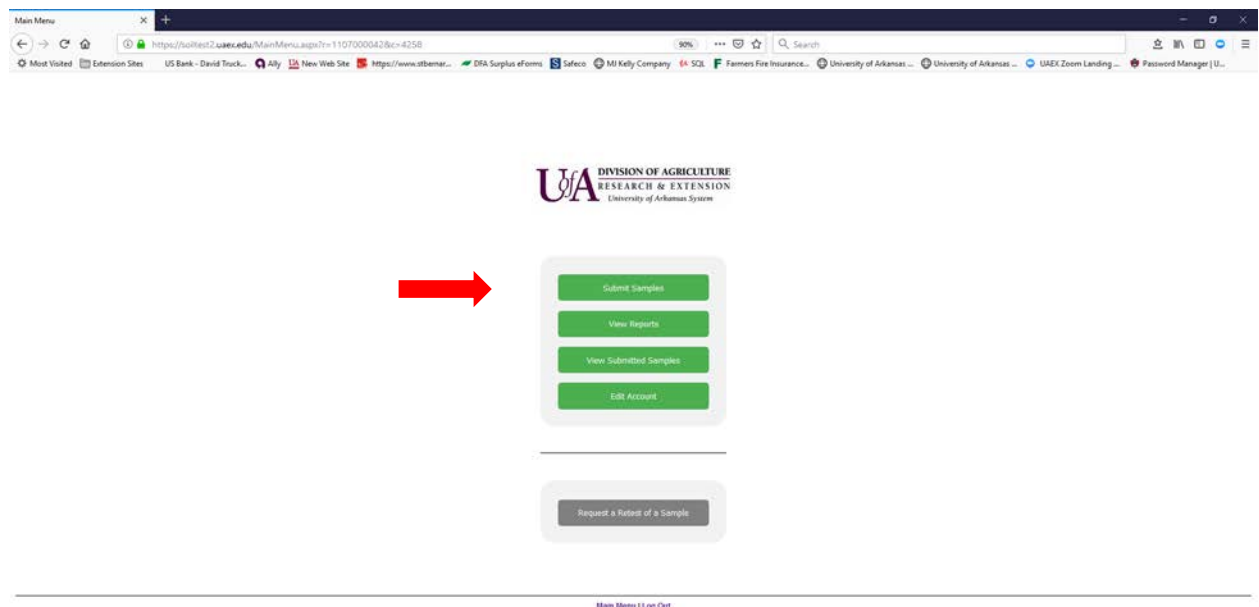 Main Menu
https://soiltest2.uaex.edu/MainMenu.aspx?r=1107000042&c=4258
90%
Search
Most Visited Extension Sites US Bank - David Truck... Ally New Web Site https://www.stbernar... DFA Surplus eForms Safeco MJ Kelly Company SQL Farmers Fire Insurance... University of Arkansas ... University of Arkansas ... UAEX Zoom Landing ... Password Manager | U...
UofA DIVISION OF AGRICULTURE
RESEARCH & EXTENSION
University of Arkansas System
Submit Samples
View Reports
View Submitted Samples
Edit Account
Request a Retest of a Sample
Main Menu | Log Out